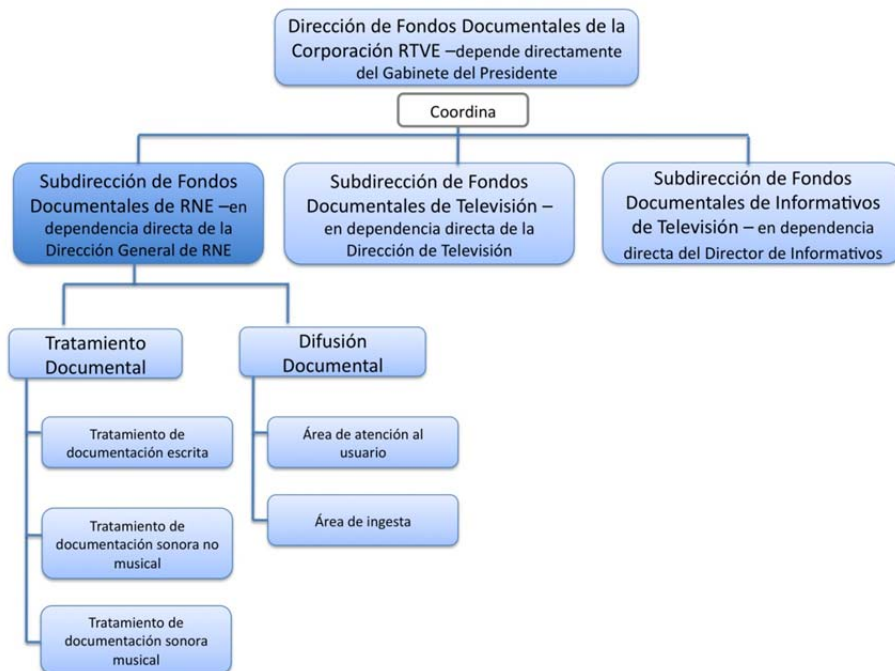 Dirección de Fondos Documentales de la
Corporación RTVE –depende directamente
del Gabinete del Presidente
Coordina
Subdirección de Fondos
Documentales de RNE –en
dependencia directa de la
Dirección General de RNE
Subdirección de Fondos
Documentales de Televisión –
en dependencia directa de la
Dirección de Televisión
Subdirección de Fondos
Documentales de Informativos
de Televisión – en dependencia
directa del Director de Informativos
Tratamiento
Documental
Difusión
Documental
Tratamiento de
documentación escrita
Área de atención al
usuario
Tratamiento de
documentación sonora no
musical
Área de ingesta
Tratamiento de
documentación sonora
musical